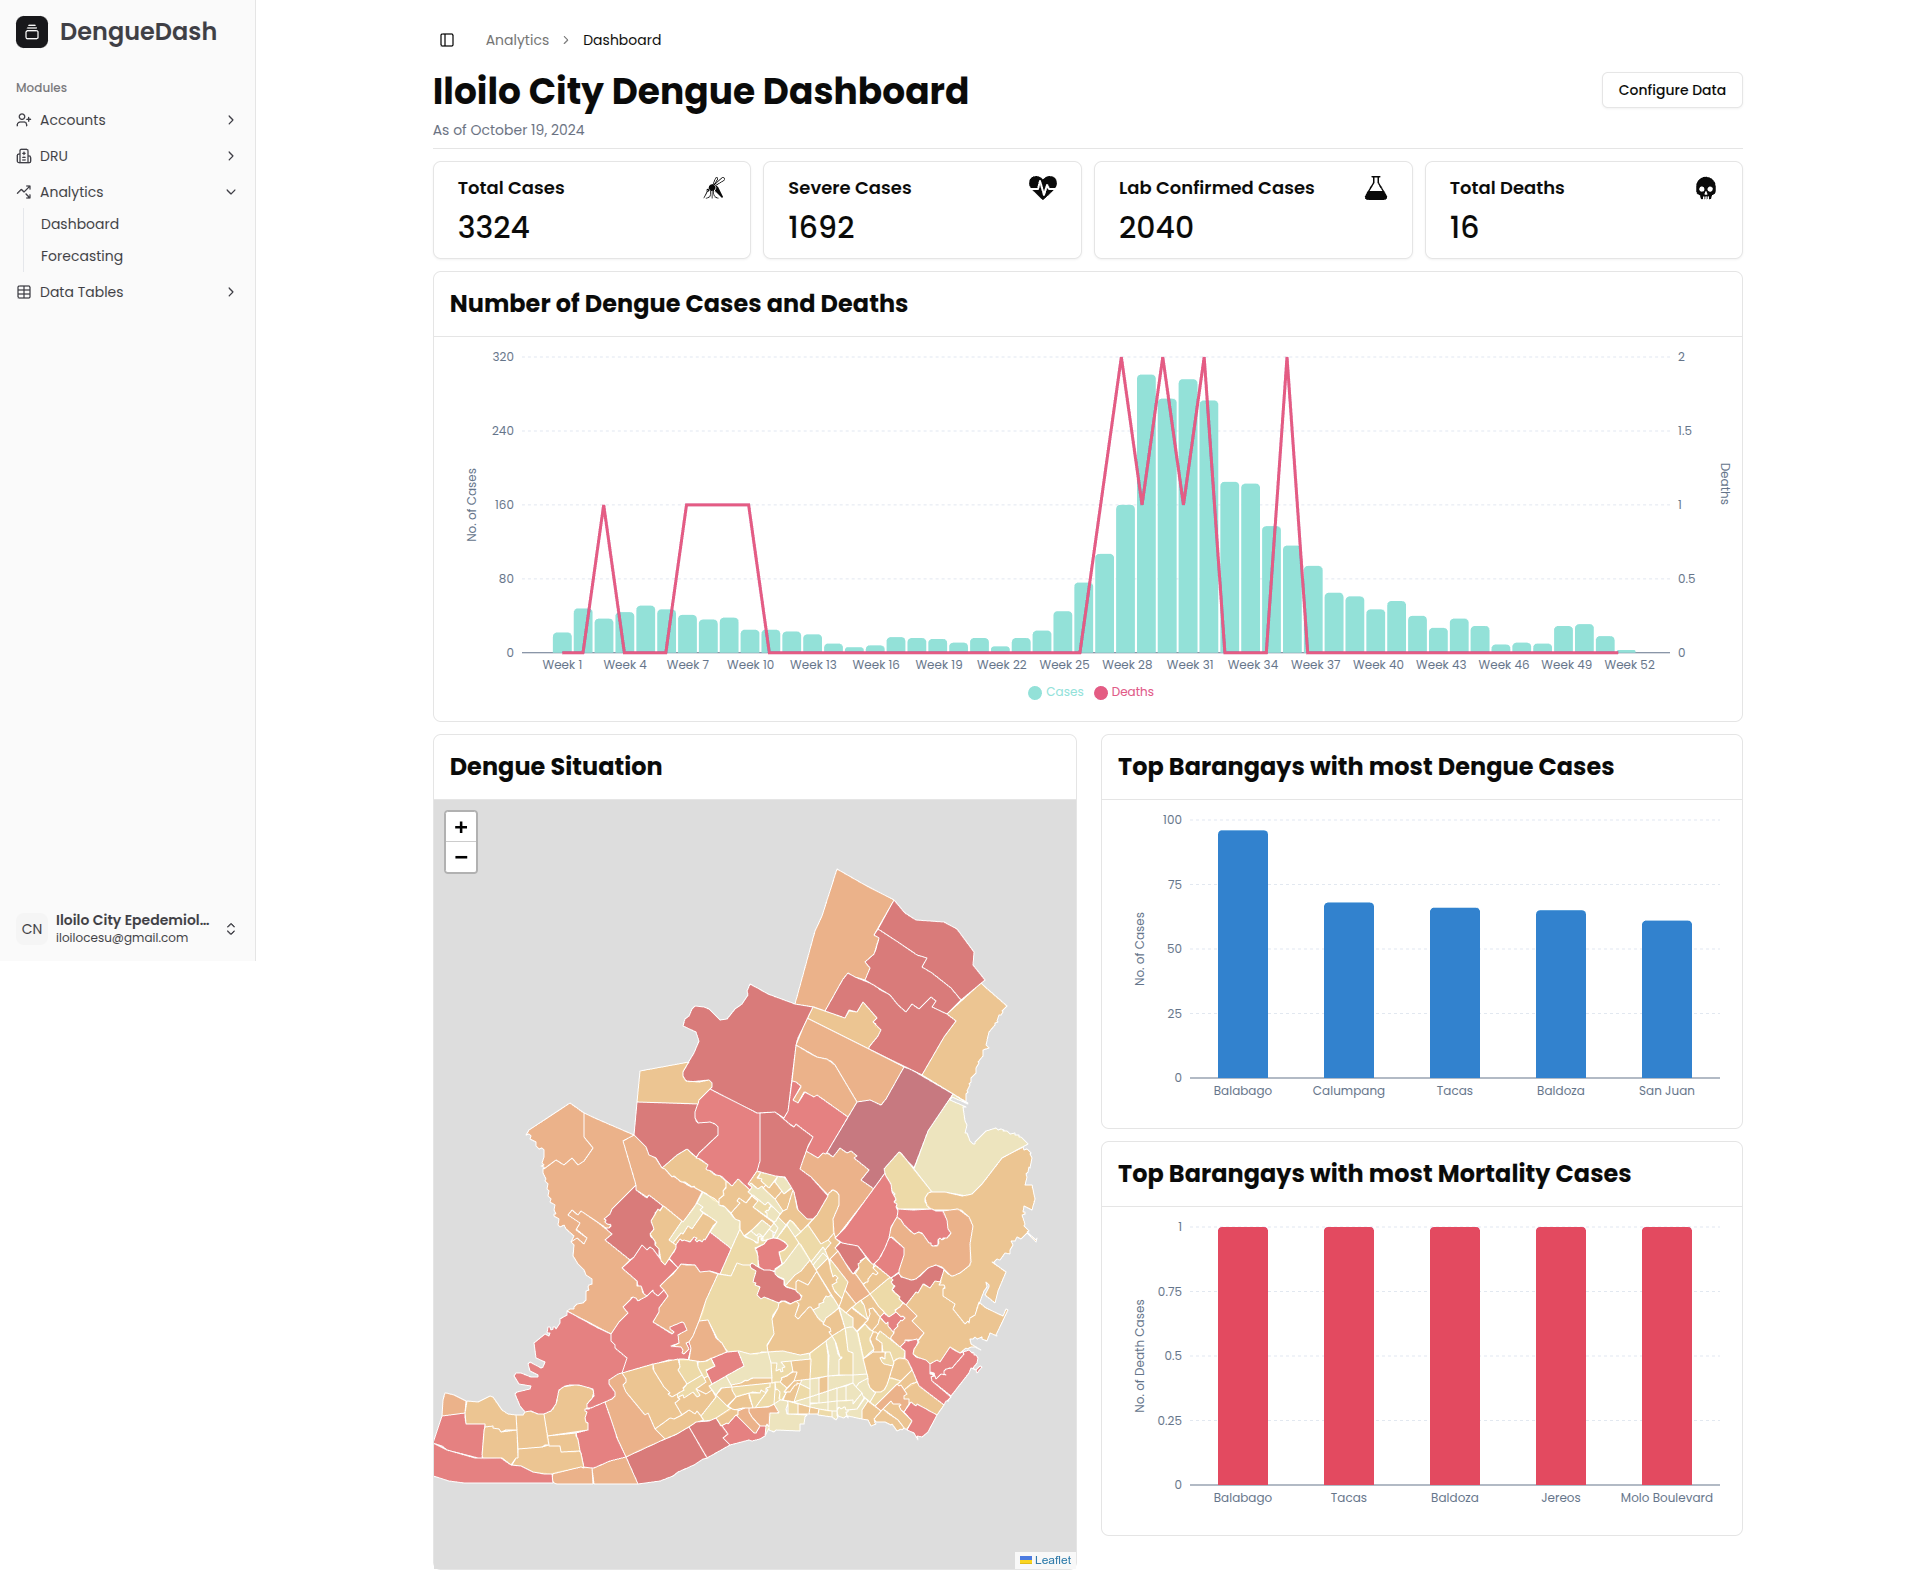 DengueDash
Modules
Accounts
DRU
Analytics
Dashboard
Forecasting
Data Tables
CN
Iloilo City Epedemiol...
iloilocesu@gmail.com
Analytics > Dashboard
Iloilo City Dengue Dashboard
Configure Data
As of October 19, 2024
Total Cases
3324
Severe Cases
1692
Lab Confirmed Cases
2040
Total Deaths
16
Number of Dengue Cases and Deaths
320
240
160
80
0
No. of Cases
2
1.5
1
0.5
0
Deaths
Week 1 Week 4 Week 7 Week 10 Week 13 Week 16 Week 19 Week 22 Week 25 Week 28 Week 31 Week 34 Week 37 Week 40 Week 43 Week 46 Week 49 Week 52
Cases Deaths
Dengue Situation
+
−
Leaflet
Top Barangays with most Dengue Cases
100
75
50
25
0
No. of Cases
Balabago Calumpang Tacas Baldoza San Juan
Top Barangays with most Mortality Cases
1
0.75
0.5
0.25
0
No. of Death Cases
Balabago Tacas Baldoza Jereos Molo Boulevard